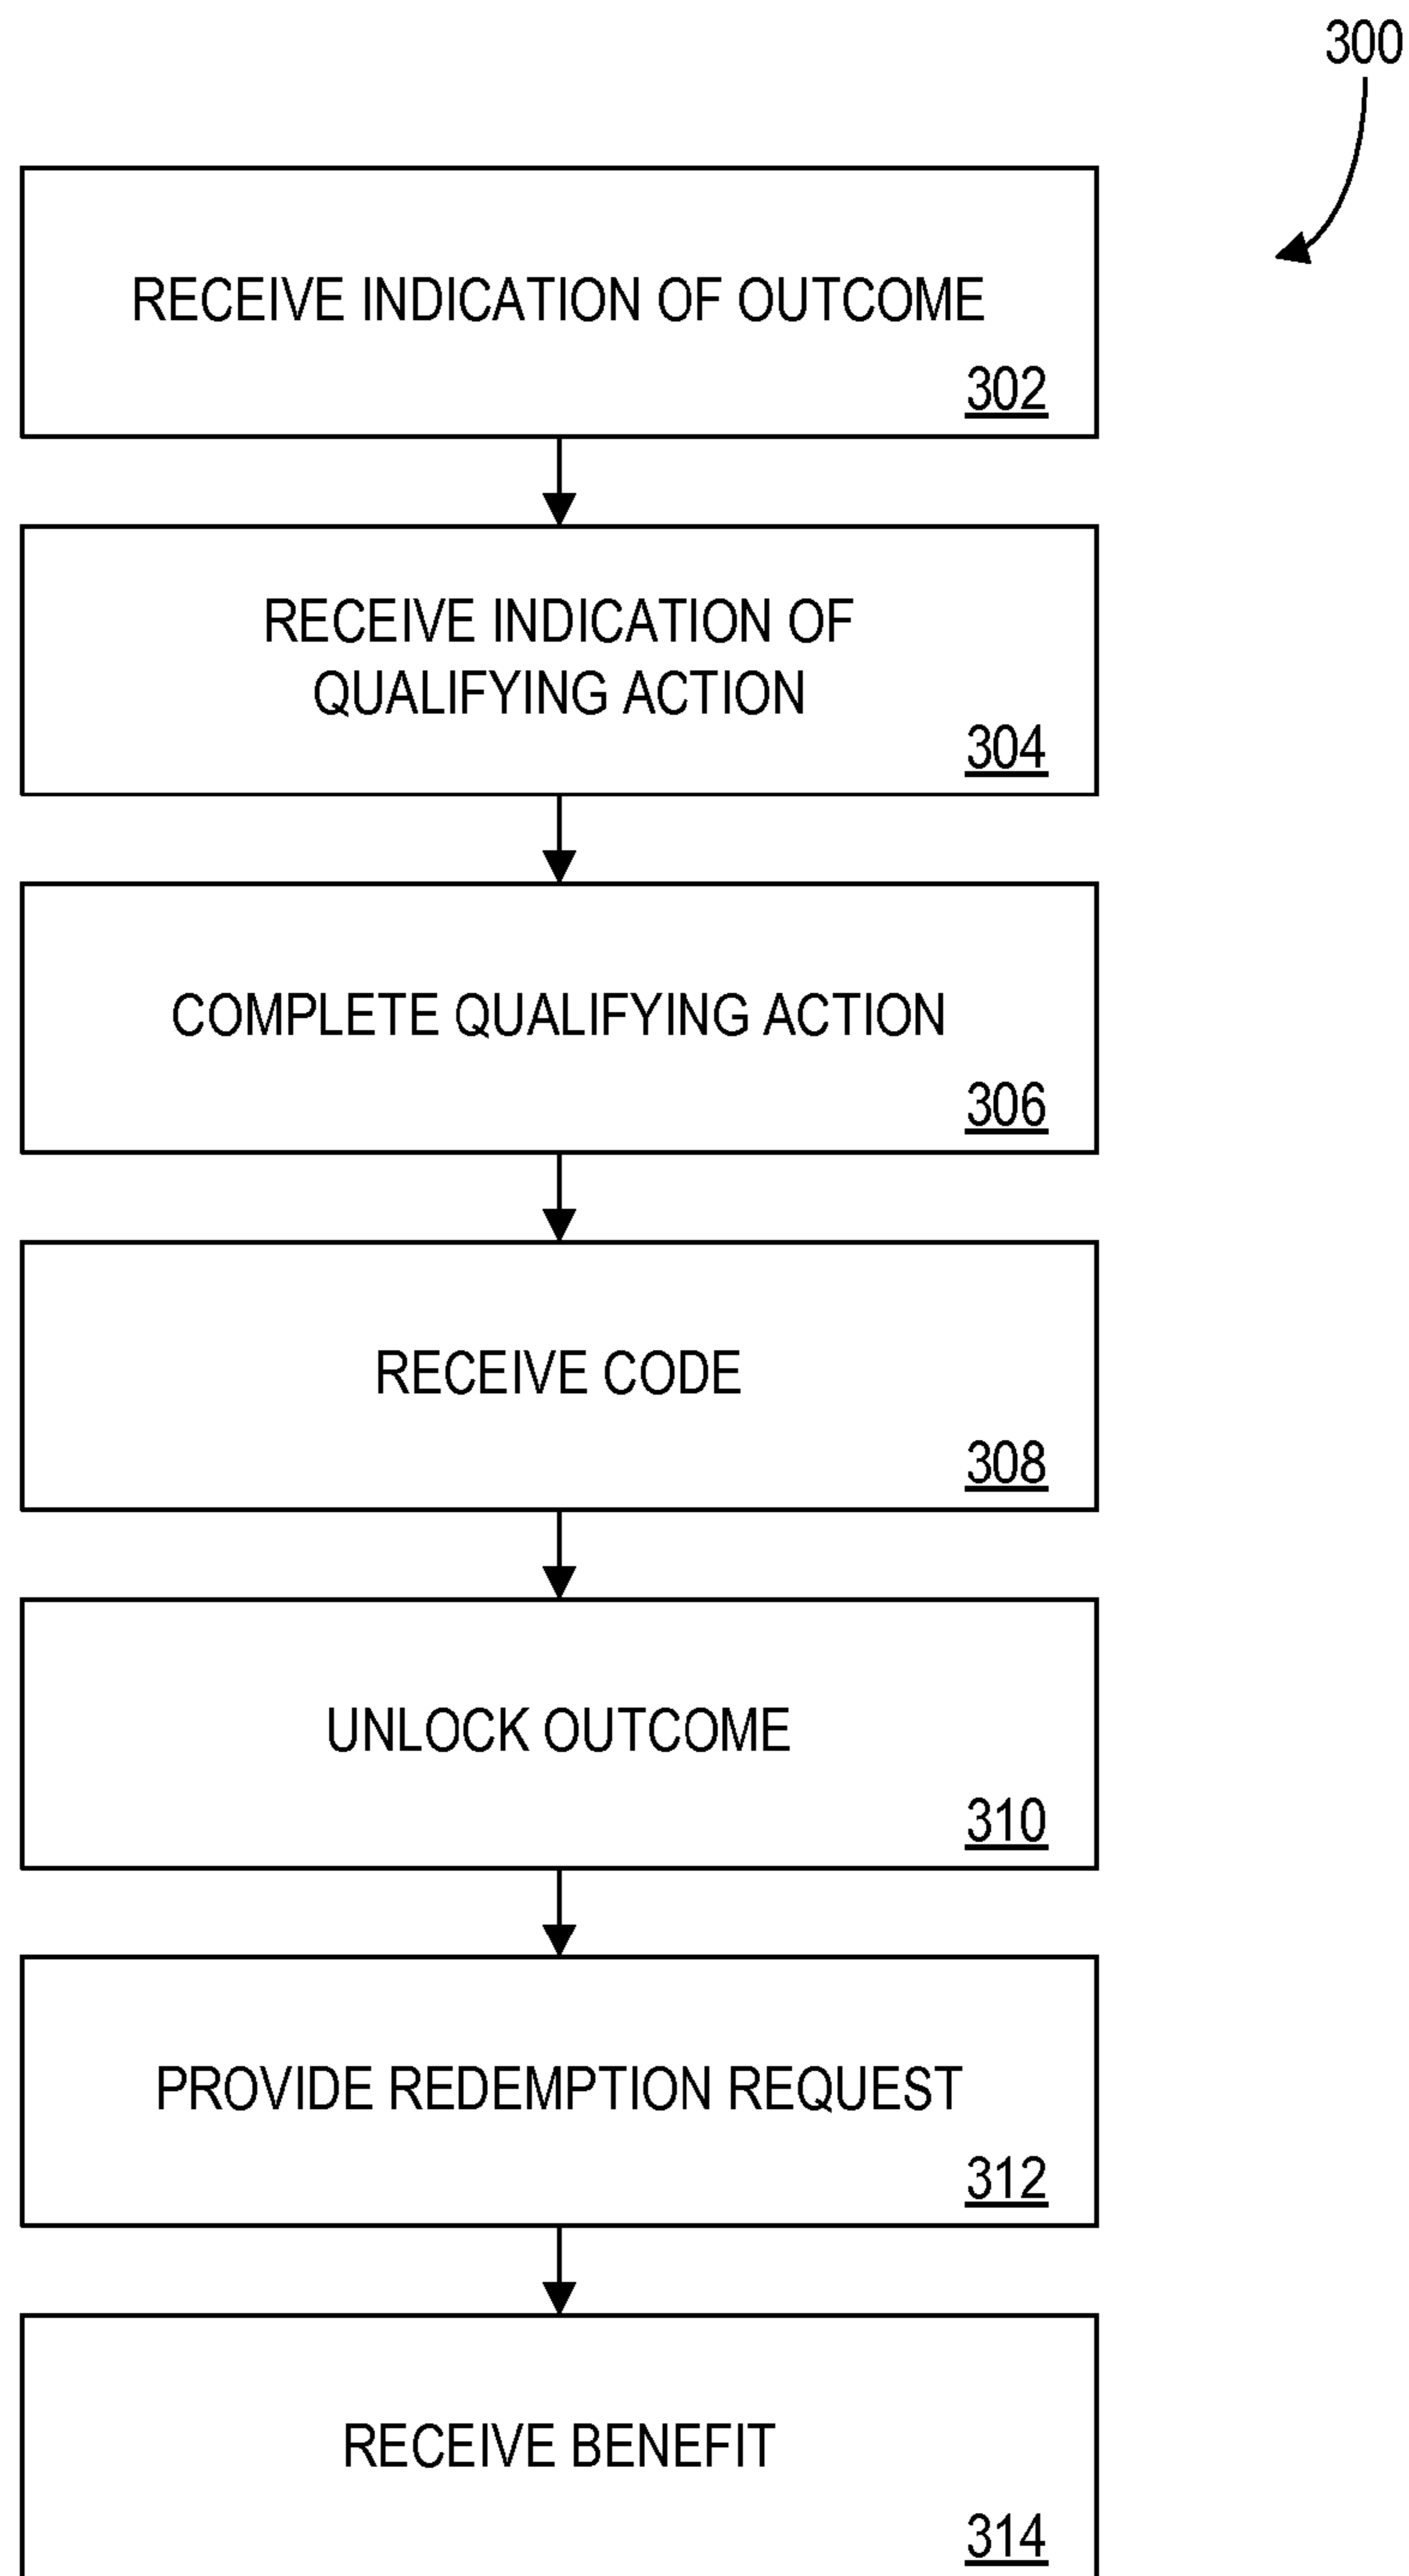 300
RECEIVE INDICATION OF OUTCOME
302
RECEIVE INDICATION OF
QUALIFYING ACTION
304
COMPLETE QUALIFYING ACTION
306
RECEIVE CODE
308
UNLOCK OUTCOME
310
PROVIDE REDEMPTION REQUEST
312
RECEIVE BENEFIT
314